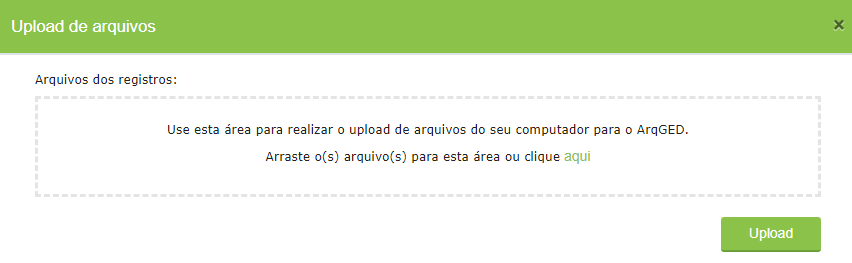 Upload de arquivos
×
Arquivos dos registros:
Use esta área para realizar o upload de arquivos do seu computador para o ArqGED.
Arraste o(s) arquivo(s) para esta área ou clique aqui
Upload